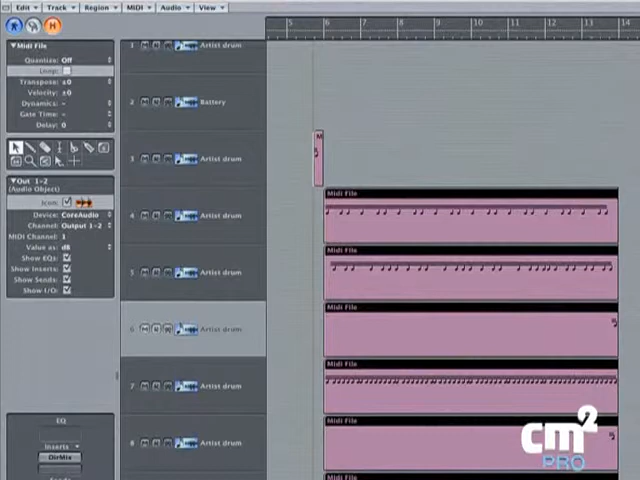 Edit Track Region MIDI Audio View
5 6 7 8 9 10 11 12 13 14
Midi File
Quantize: Off
Loop:
Transpose: ±0
Velocity: ±0
Dynamics: -
Gate Time: -
Delay: 0
Out 1-2
(Audio Object)
Icon:
Device: CoreAudio
Channel: Output 1-2
MIDI Channel: 1
Value as: dB
Show EQs:
Show Inserts:
Show Sends:
Show I/O:
EQ
Inserts
DirMix
1 M Artist drum
2 M Battery
3 M Artist drum
M
4 M Artist drum
Midi File
5 M Artist drum
Midi File
6 M Artist drum
Midi File
7 M Artist drum
Midi File
8 M Artist drum
Midi File
Midi File
cm2
PRO